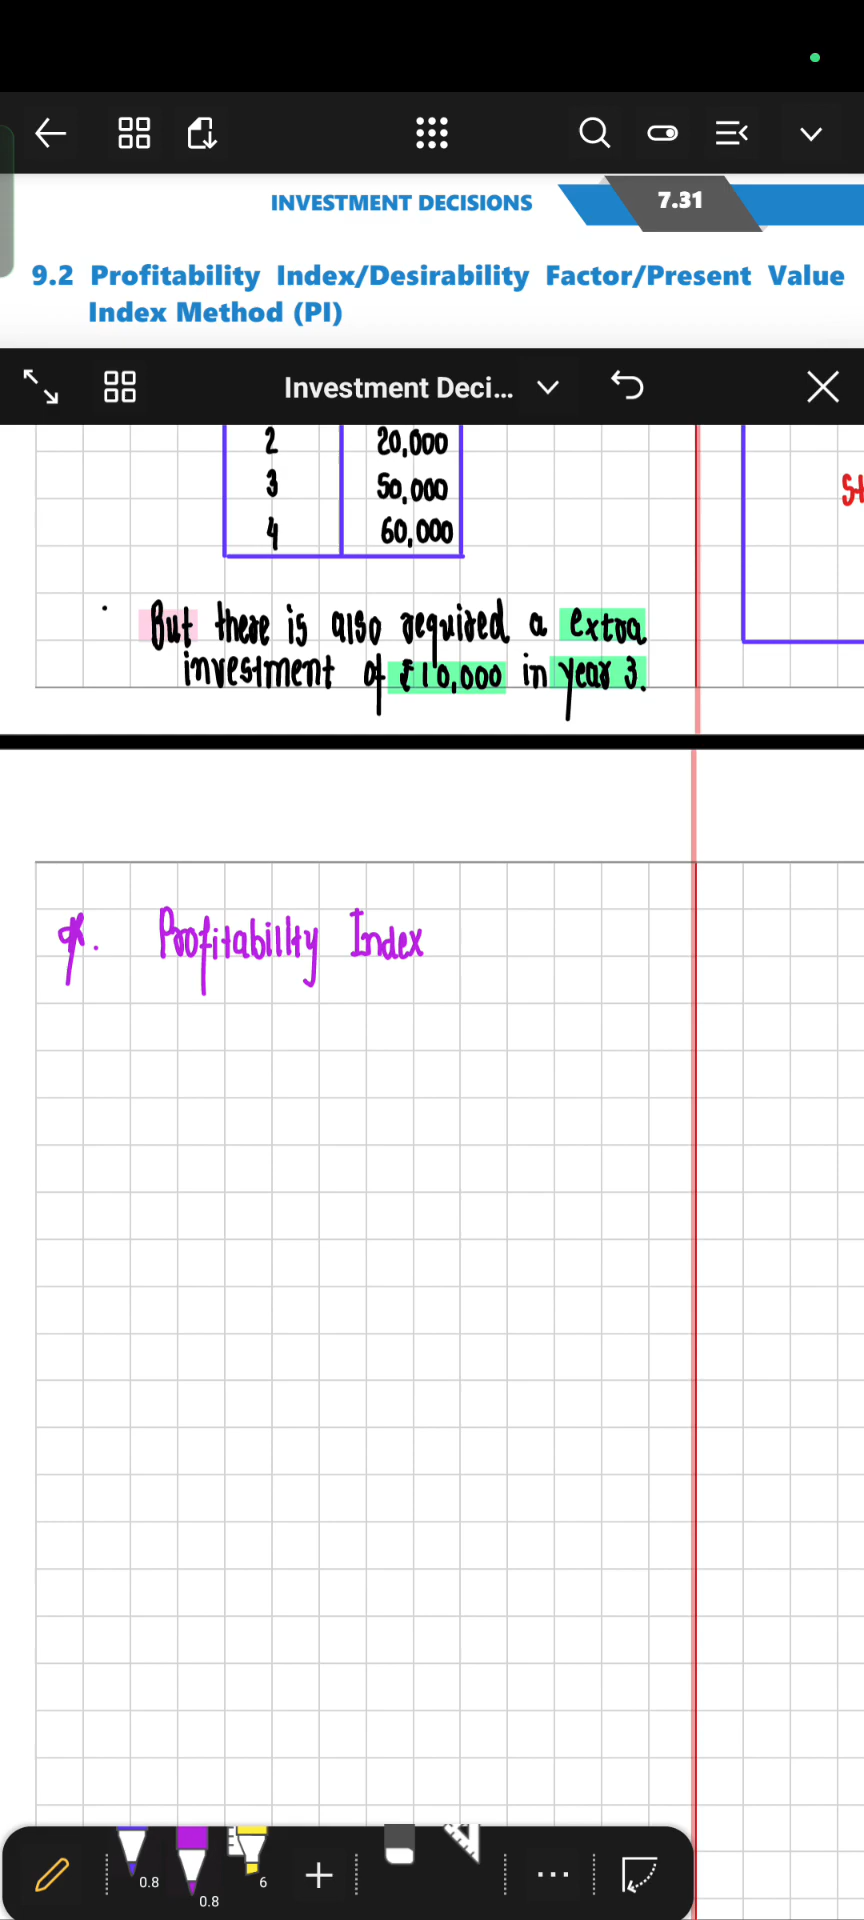 INVESTMENT DECISIONS 7.31
9.2 Profitability Index/Desirability Factor/Present Value
Index Method (PI)
Investment Deci...
2 20,000
3 50,000
4 60,000
St
But there is also required a extra
investment of ₹10,000 in year 3.
Profitability Index
0.8
0.8
6